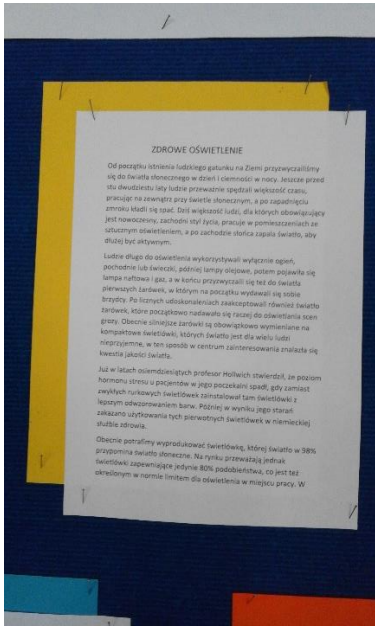 ZDROWE OŚWIETLENIE
Od początku istnienia ludzkiego gatunku na Ziemi przyzwyczailiśmy
się do światła słonecznego w dzień i ciemności w nocy. Jeszcze przed
stu dwudziestu laty ludzie przeważnie spędzali większość czasu,
pracując na zewnątrz przy świetle słonecznym, a po zapadnięciu
zmroku kładli się spać. Dziś większość ludzi, dla których obowiązujące
jest nowoczesny, zachodni styl życia, pracuje w pomieszczeniach ze
sztucznym oświetleniem, a po zachodzie słońca zapala światło, aby
dłużej być aktywnym.
Ludzie długo do oświetlenia wykorzystywali wyłącznie ogień,
pochodnie lub świeczki, później lampy olejowe, potem pojawiło się
lampa naftowa i gaz, a w końcu przyzwyczaili się też do światła
pierwszych żarówek, w którym na początku wydawali się sobie
brzydcy. Po licznych udoskonaleniach zaakceptowali również światło
żarówek, które początkowo nadawało się raczej do oświetlania scen
grozy. Obecnie silniejsze żarówki są obowiązkowo wymieniane na
kompaktowe świetlówki, których światło jest dla wielu ludzi
nieprzyjemne, w ten sposób w centrum zainteresowania znalazła się
kwestia jakości światła.
Już w latach osiemdziesiątych profesor Hollwich stwierdził, że poziom
hormonu stresu u pacjentów w jego poczekalni spadł, gdy zamiast
zwykłych rurkowych świetlówek zainstalował tam świetlówki z
lepszym odwzorowaniem barw. Później w wyniku jego starań
zakazano użytkowania tych pierwotnych świetlówek w niemieckiej
służbie zdrowia.
Obecnie potrafimy wyprodukować świetlówkę, której światło w 98%
przypomina światło słoneczne. Na rynku przeważają jednak
świetlówki zapewniające jedynie 80% podobieństwa, co jest też
określonym w normie limitem dla oświetlenia w miejscu pracy. W